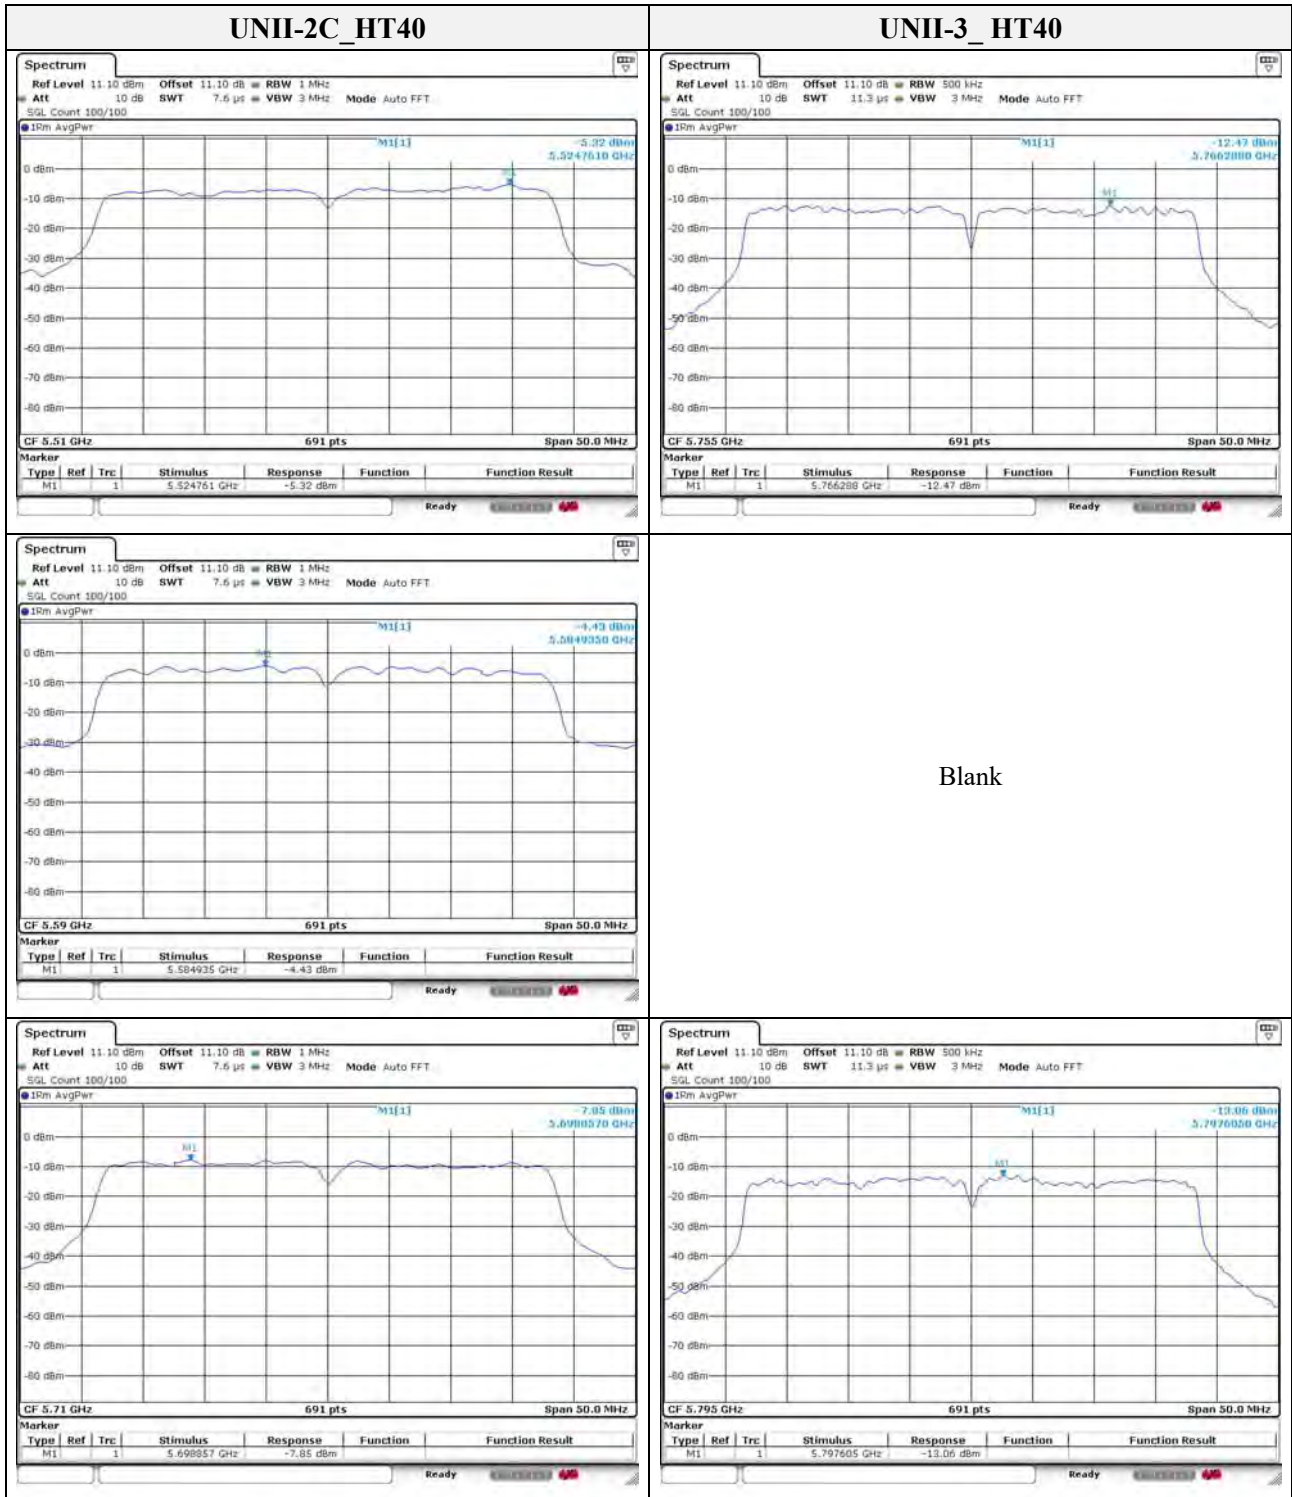 UNII-2C_HT40
UNII-3_ HT40
Spectrum
Ref Level 11.10 dBm Offset 11.10 dB RBW 1 MHz
Att 10 dB SWT 7.6 µs VBW 3 MHz Mode Auto FFT
SGL Count 100/100
1Rm AvgPwr
M1[1] -5.32 dBm
5.5247610 GHz
M1
0 dBm
-10 dBm
-20 dBm
-30 dBm
-40 dBm
-50 dBm
-60 dBm
-70 dBm
-80 dBm
CF 5.51 GHz 691 pts Span 50.0 MHz
Marker
Type Ref Trc Stimulus Response Function Function Result
M1 1 5.524761 GHz -5.32 dBm
Ready
Spectrum
Ref Level 11.10 dBm Offset 11.10 dB RBW 500 kHz
Att 10 dB SWT 11.3 µs VBW 3 MHz Mode Auto FFT
SGL Count 100/100
1Rm AvgPwr
M1[1] -12.47 dBm
5.7662880 GHz
M1
0 dBm
-10 dBm
-20 dBm
-30 dBm
-40 dBm
-50 dBm
-60 dBm
-70 dBm
-80 dBm
CF 5.755 GHz 691 pts Span 50.0 MHz
Marker
Type Ref Trc Stimulus Response Function Function Result
M1 1 5.766288 GHz -12.47 dBm
Ready
Spectrum
Ref Level 11.10 dBm Offset 11.10 dB RBW 1 MHz
Att 10 dB SWT 7.6 µs VBW 3 MHz Mode Auto FFT
SGL Count 100/100
1Rm AvgPwr
M1[1] -4.43 dBm
5.5849350 GHz
M1
0 dBm
-10 dBm
-20 dBm
-30 dBm
-40 dBm
-50 dBm
-60 dBm
-70 dBm
-80 dBm
CF 5.59 GHz 691 pts Span 50.0 MHz
Marker
Type Ref Trc Stimulus Response Function Function Result
M1 1 5.584935 GHz -4.43 dBm
Ready
Blank
Spectrum
Ref Level 11.10 dBm Offset 11.10 dB RBW 1 MHz
Att 10 dB SWT 7.6 µs VBW 3 MHz Mode Auto FFT
SGL Count 100/100
1Rm AvgPwr
M1[1] -7.85 dBm
5.6988570 GHz
M1
0 dBm
-10 dBm
-20 dBm
-30 dBm
-40 dBm
-50 dBm
-60 dBm
-70 dBm
-80 dBm
CF 5.71 GHz 691 pts Span 50.0 MHz
Marker
Type Ref Trc Stimulus Response Function Function Result
M1 1 5.698857 GHz -7.85 dBm
Ready
Spectrum
Ref Level 11.10 dBm Offset 11.10 dB RBW 500 kHz
Att 10 dB SWT 11.3 µs VBW 3 MHz Mode Auto FFT
SGL Count 100/100
1Rm AvgPwr
M1[1] -13.06 dBm
5.7976050 GHz
M1
0 dBm
-10 dBm
-20 dBm
-30 dBm
-40 dBm
-50 dBm
-60 dBm
-70 dBm
-80 dBm
CF 5.795 GHz 691 pts Span 50.0 MHz
Marker
Type Ref Trc Stimulus Response Function Function Result
M1 1 5.797605 GHz -13.06 dBm
Ready